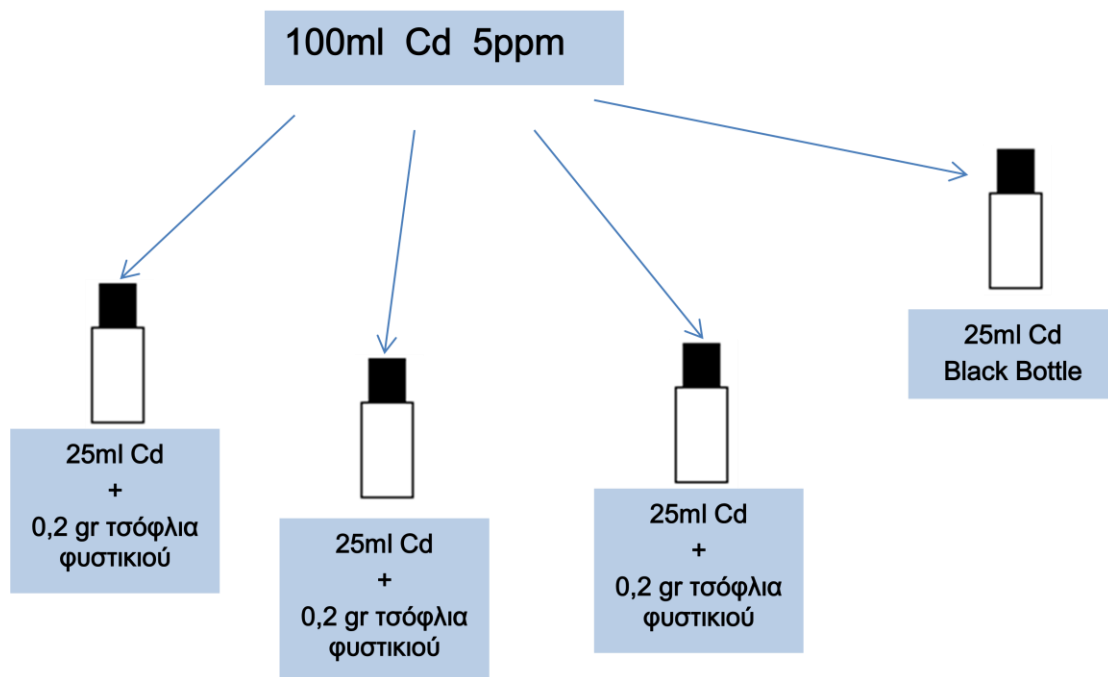 100ml Cd 5ppm
25ml Cd
Black Bottle
25ml Cd
+
0,2 gr τσόφλια
φυστικιού
25ml Cd
+
0,2 gr τσόφλια
φυστικιού
25ml Cd
+
0,2 gr τσόφλια
φυστικιού